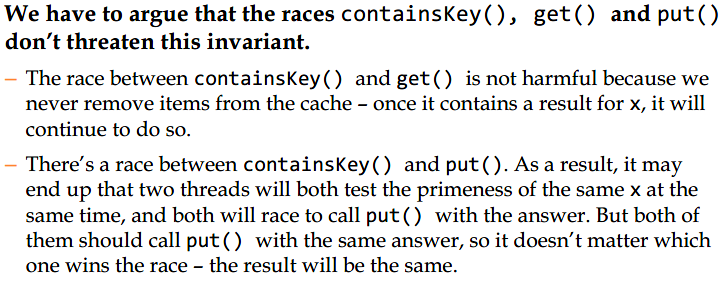 We have to argue that the races containsKey(), get() and put()
don't threaten this invariant.
– The race between containsKey() and get() is not harmful because we
never remove items from the cache – once it contains a result for x, it will
continue to do so.
– There's a race between containsKey() and put(). As a result, it may
end up that two threads will both test the primeness of the same x at the
same time, and both will race to call put() with the answer. But both of
them should call put() with the same answer, so it doesn't matter which
one wins the race – the result will be the same.